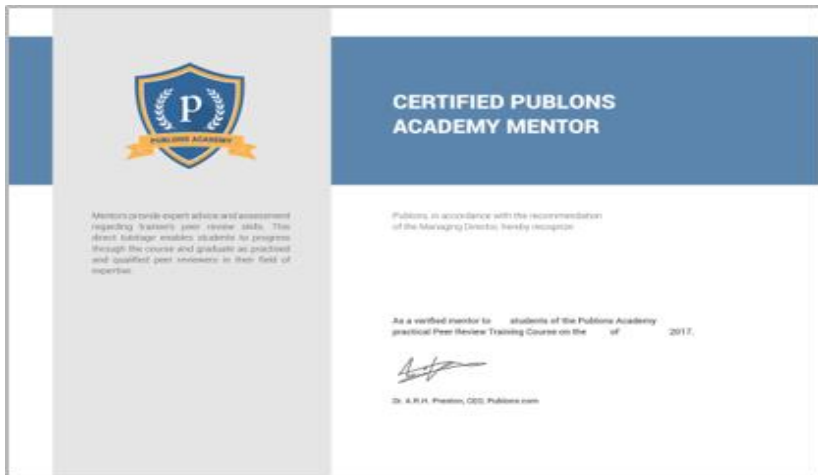 P
PUBLONS ACADEMY
Mentors provide expert advice and assessment
regarding trainee's peer review skills. This
direct tutelage enables students to progress
through the course and graduate as practised
and qualified peer reviewers in their field of
expertise.
CERTIFIED PUBLONS
ACADEMY MENTOR
Publons, in accordance with the recommendation
of the Managing Director, hereby recognize
As a verified mentor to students of the Publons Academy
practical Peer Review Training Course on the of 2017.
Dr. A.R.H. Preston, CEO, Publons.com